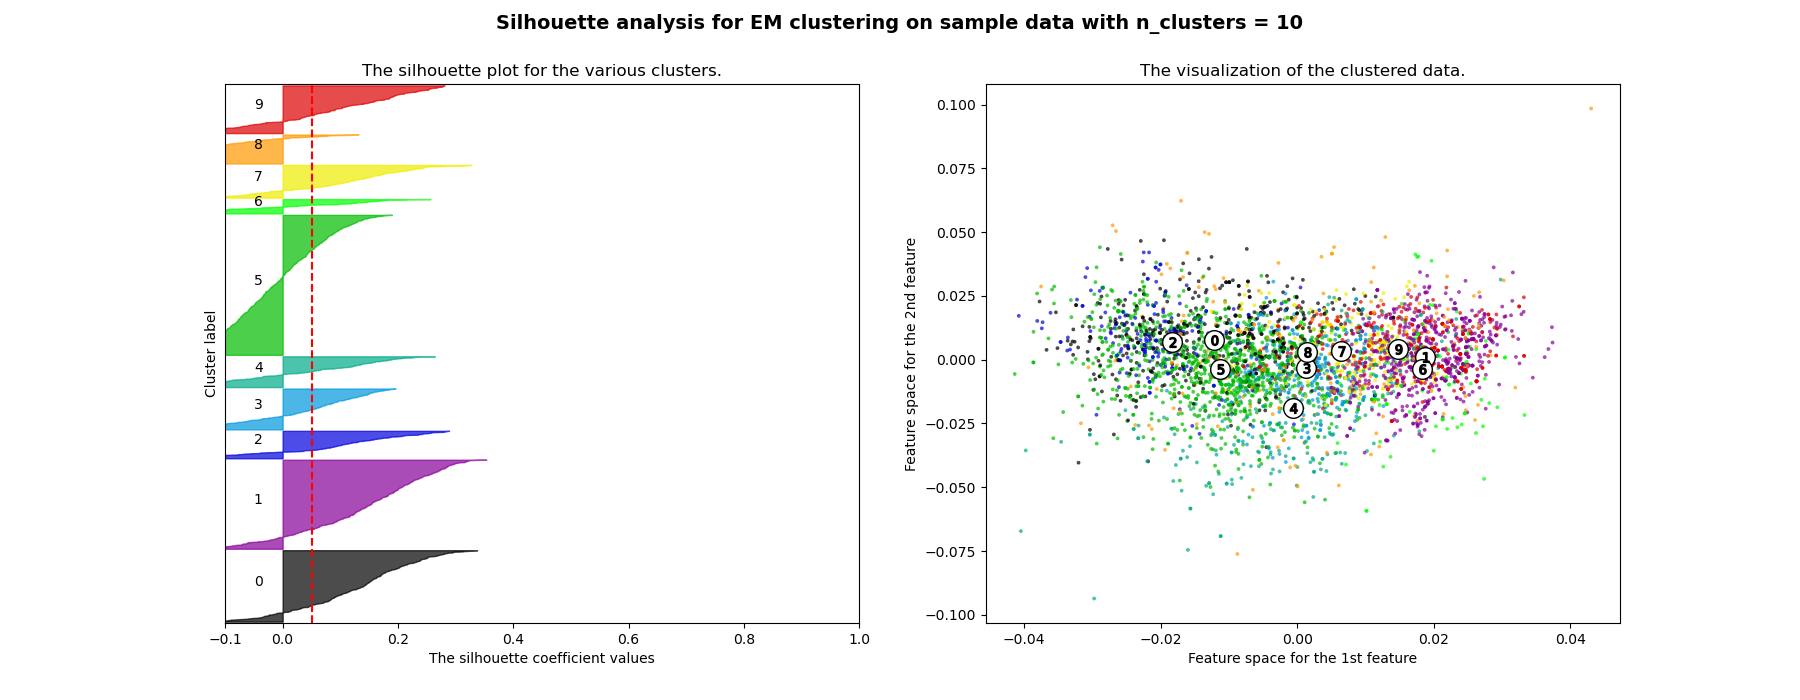 Silhouette analysis for EM clustering on sample data with n_clusters = 10
The silhouette plot for the various clusters.
9
8
7
6
5
4
3
2
1
0
Cluster label
−0.1 0.0 0.2 0.4 0.6 0.8 1.0
The silhouette coefficient values
The visualization of the clustered data.
0.100
0.075
0.050
0.025
0.000
−0.025
−0.050
−0.075
−0.100
Feature space for the 2nd feature
2 0 5 8 3 4 7 9 1 6
−0.04 −0.02 0.00 0.02 0.04
Feature space for the 1st feature